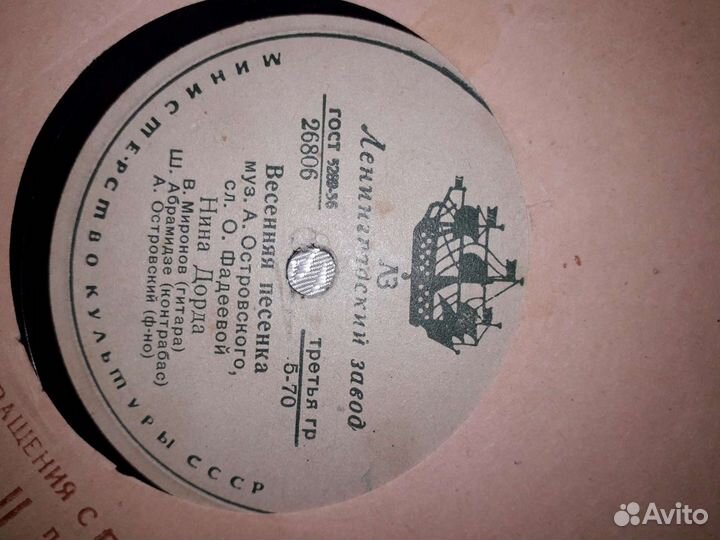 Ленинградский завод
ЛЗ
ГОСТ 5289-56
26806
третья гр.
5-70
Весенняя песенка
муз. А. Островского,
сл. О. Фадеевой
Нина Дорда
В. Миронов (гитара)
Ш. Абрамидзе (контрабас)
А. Островский (ф-но)
МИНИСТЕРСТВО КУЛЬТУРЫ СССР
ВРАЩЕНИЯ С
Avito